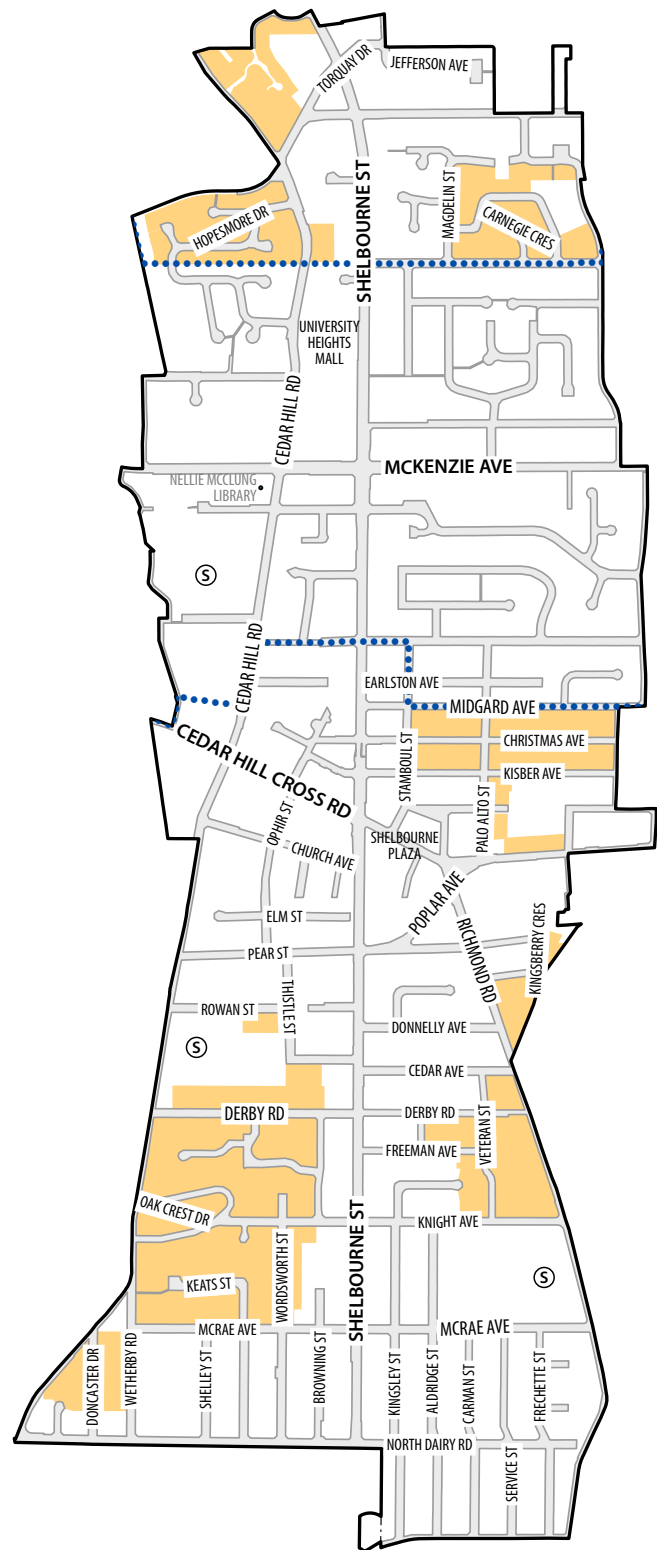 TORQUAY DR
JEFFERSON AVE
SHELBOURNE ST
MAGDELIN ST
CARNEGIE CRES
HOPESMORE DR
UNIVERSITY
HEIGHTS
MALL
CEDAR HILL RD
MCKENZIE AVE
NELLIE MCCLUNG
LIBRARY
S
CEDAR HILL RD
EARLSTON AVE
MIDGARD AVE
CEDAR HILL CROSS RD
STAMBOUL ST
CHRISTMAS AVE
KISBER AVE
PALO ALTO ST
OPHIR ST
CHURCH AVE
SHELBOURNE
PLAZA
POPLAR AVE
ELM ST
RICHMOND RD
KINGSBERRY CRES
PEAR ST
THISTLE ST
ROWAN ST
DONNELLY AVE
S
CEDAR AVE
DERBY RD
DERBY RD
VETERAN ST
FREEMAN AVE
OAK CREST DR
SHELBOURNE ST
KNIGHT AVE
WORDSWORTH ST
KEATS ST
S
MCRAE AVE
MCRAE AVE
DONCASTER DR
WETHERBY RD
SHELLEY ST
BROWNING ST
KINGSLEY ST
ALDRIDGE ST
CARMAN ST
FRECHETTE ST
NORTH DAIRY RD
SERVICE ST